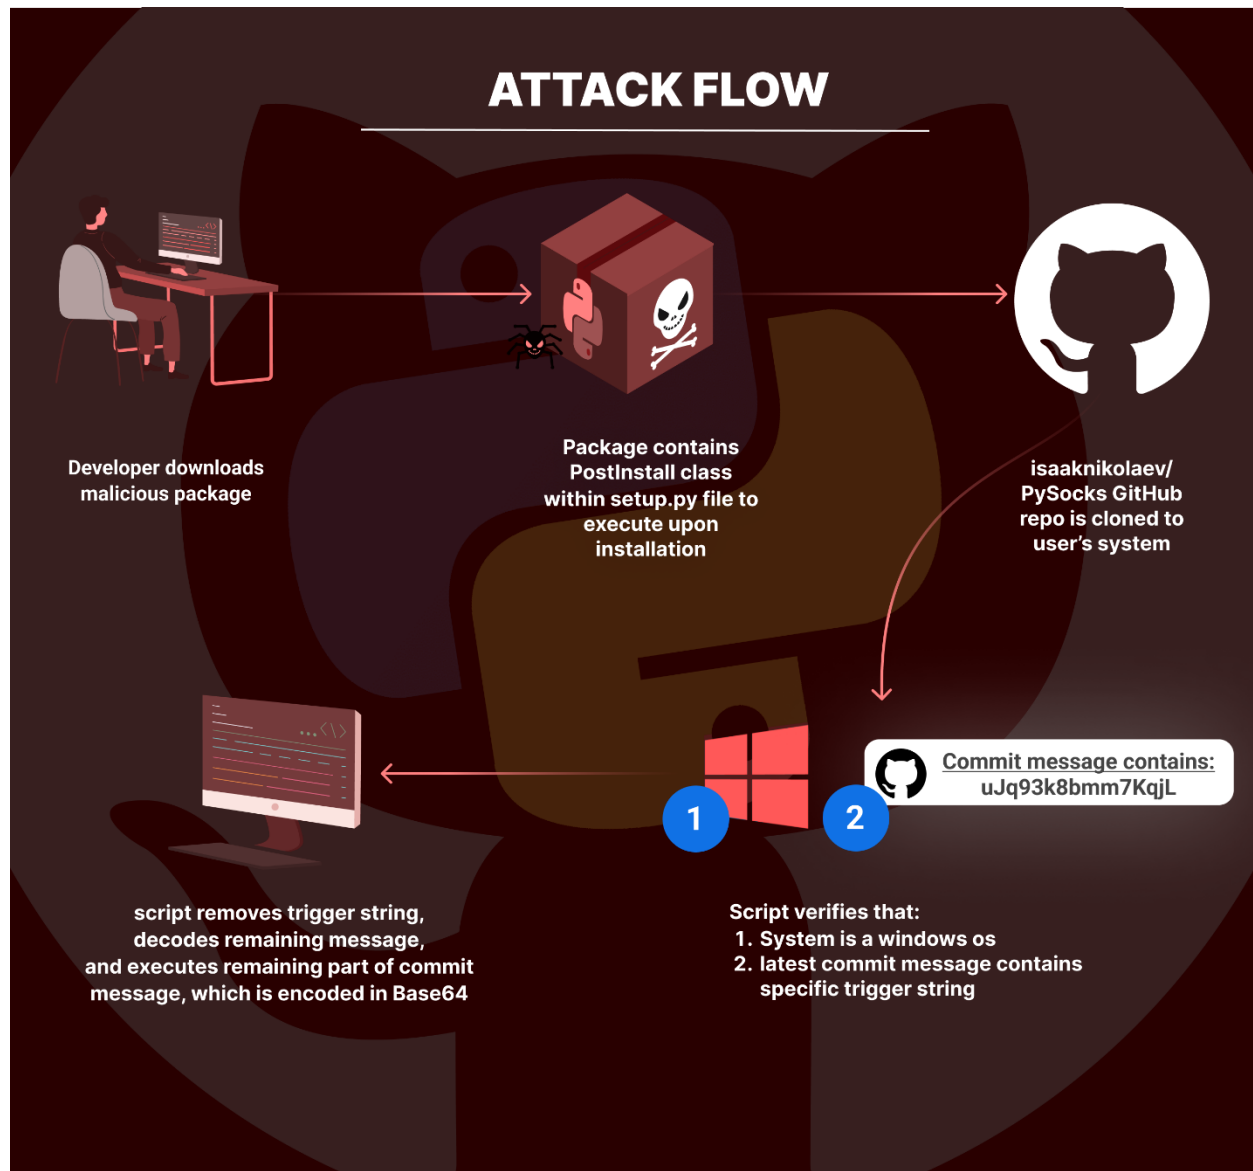 ATTACK FLOW
Developer downloads
malicious package
Package contains
PostInstall class
within setup.py file to
execute upon
installation
isaaknikolaev/
PySocks GitHub
repo is cloned to
user's system
Commit message contains:
uJq93k8bmm7KqjL
1
2
Script verifies that:
1. System is a windows os
2. latest commit message contains
specific trigger string
script removes trigger string,
decodes remaining message,
and executes remaining part of commit
message, which is encoded in Base64